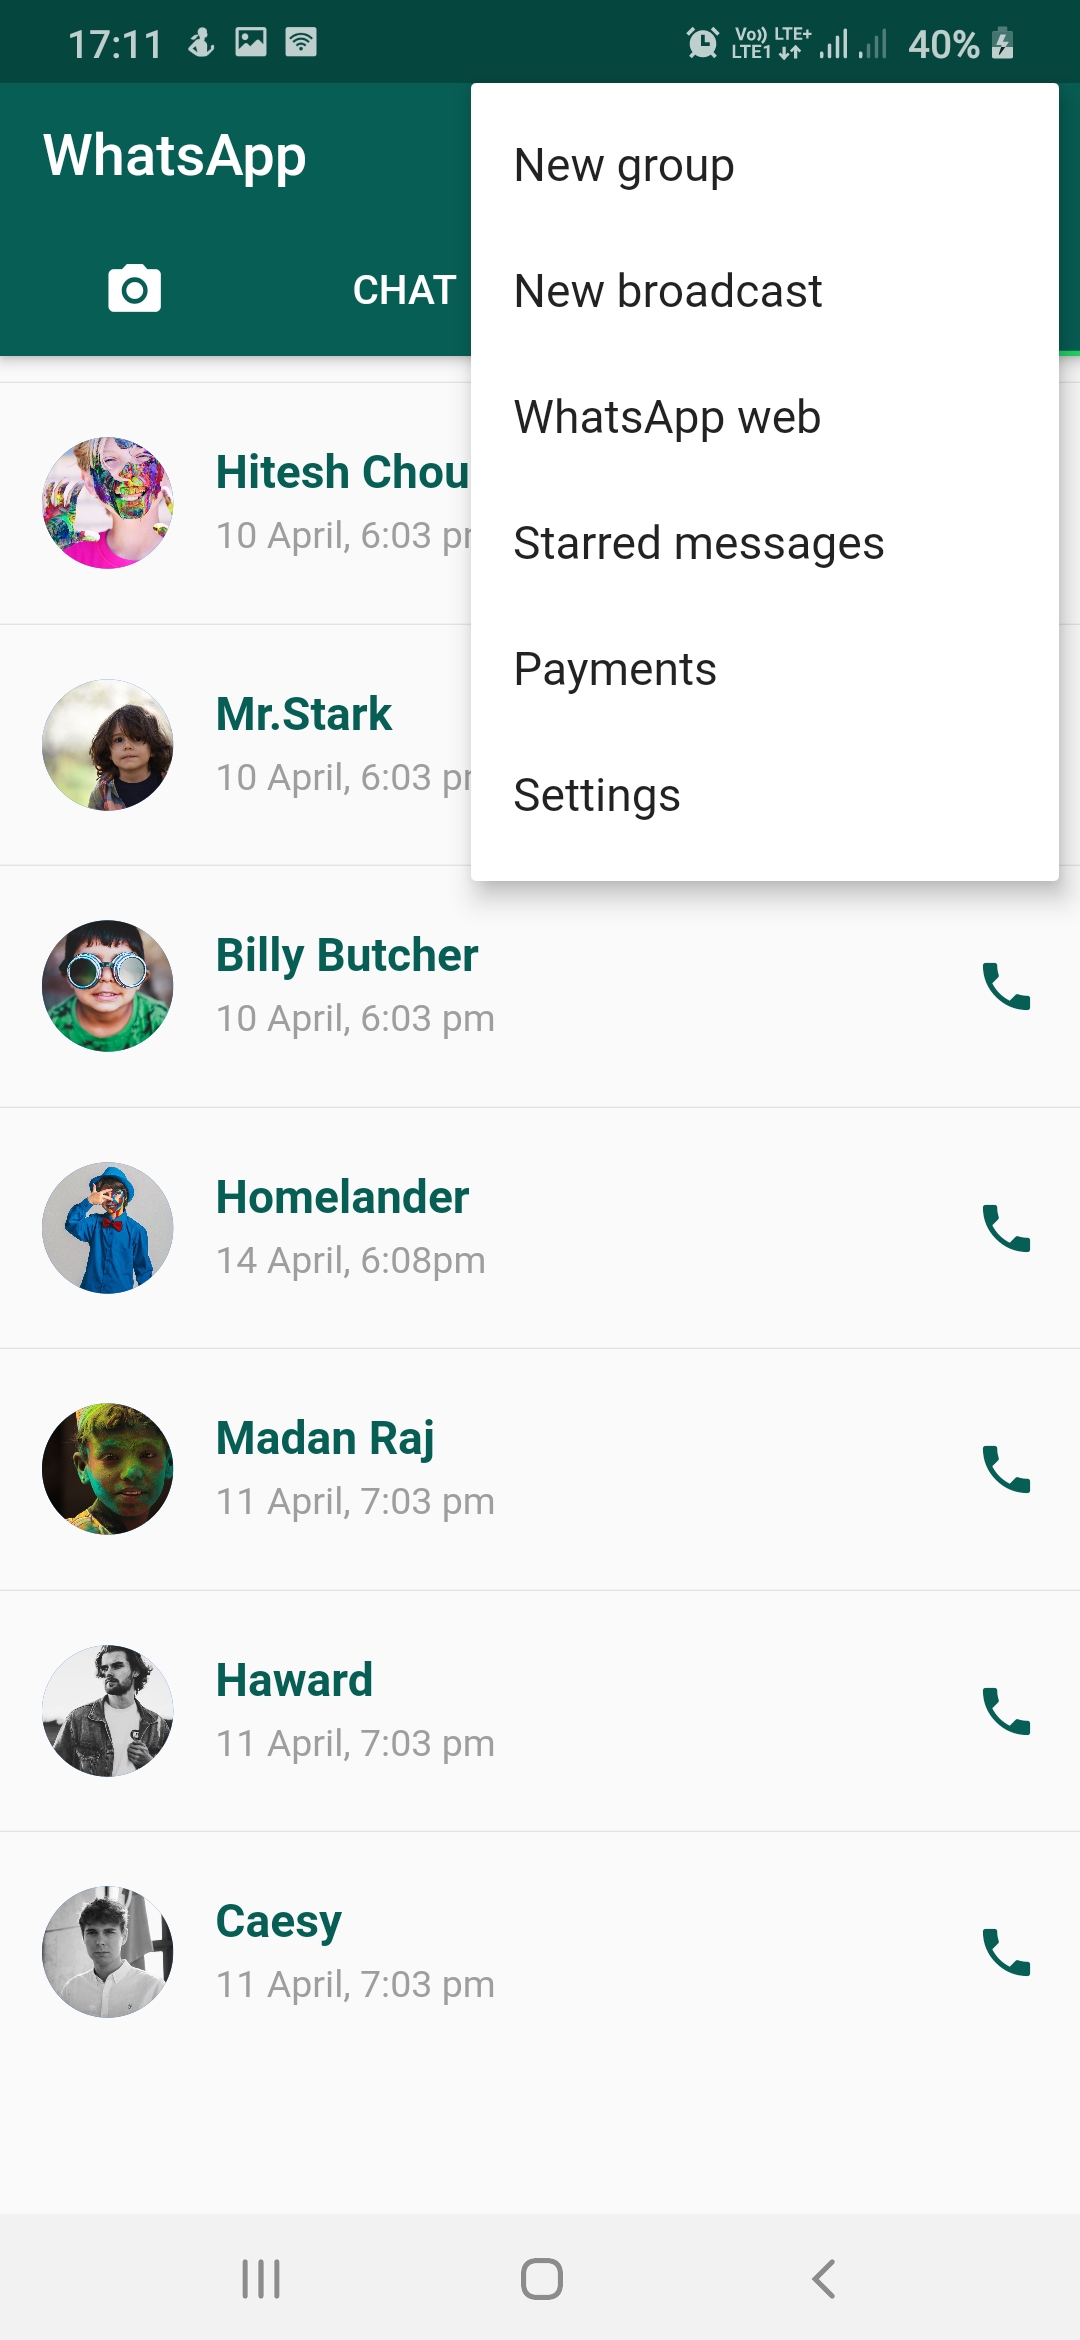 17:11 Vo)) LTE+ LTE1 40%
WhatsApp
CHAT
New group
New broadcast
WhatsApp web
Starred messages
Payments
Settings
Hitesh Chou
10 April, 6:03 p
Mr.Stark
10 April, 6:03 p
Billy Butcher
10 April, 6:03 pm
Homelander
14 April, 6:08pm
Madan Raj
11 April, 7:03 pm
Haward
11 April, 7:03 pm
Caesy
11 April, 7:03 pm